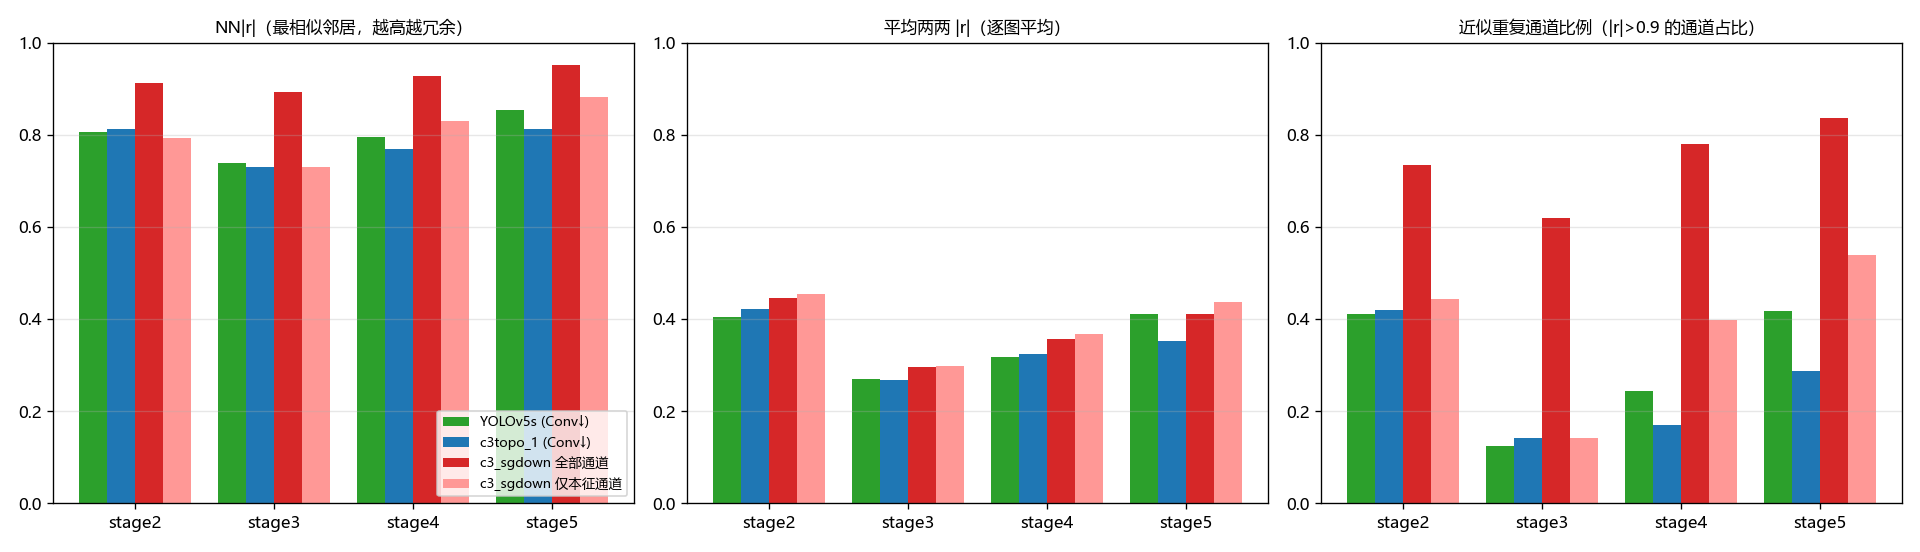 NN|r|（最相似邻居，越高越冗余）
1.0
0.8
0.6
0.4
0.2
0.0
stage2
stage3
stage4
stage5
YOLOv5s (Conv↓)
c3topo_1 (Conv↓)
c3_sgdown 全部通道
c3_sgdown 仅本征通道
平均两两 |r|（逐图平均）
1.0
0.8
0.6
0.4
0.2
0.0
stage2
stage3
stage4
stage5
近似重复通道比例（|r|>0.9 的通道占比）
1.0
0.8
0.6
0.4
0.2
0.0
stage2
stage3
stage4
stage5